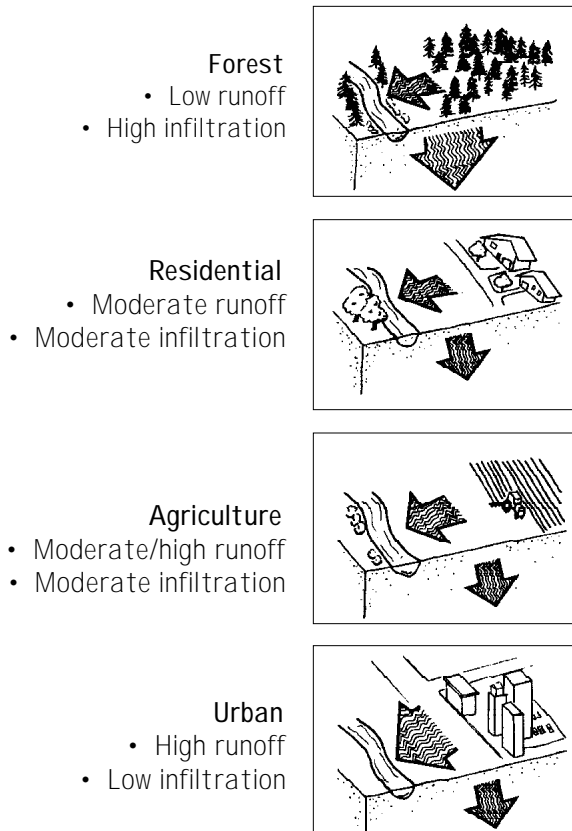 Forest
• Low runoff
• High infiltration
Residential
• Moderate runoff
• Moderate infiltration
Agriculture
• Moderate/high runoff
• Moderate infiltration
Urban
• High runoff
• Low infiltration